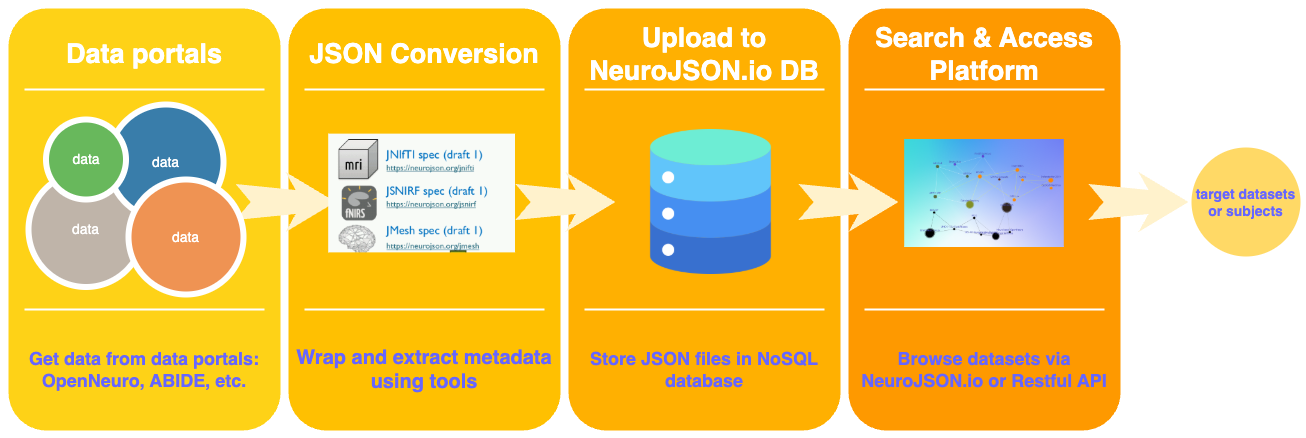 Data portals
data
data
data
data
Get data from data portals:
OpenNeuro, ABIDE, etc.
JSON Conversion
mri
JNIfTI spec (draft 1)
https://neurojson.org/jnifti
fNIRS
JSNIRF spec (draft 1)
https://neurojson.org/jsnirf
JMesh spec (draft 1)
https://neurojson.org/jmesh
Wrap and extract metadata
using tools
Upload to
NeuroJSON.io DB
Store JSON files in NoSQL
database
Search & Access
Platform
Browse datasets via
NeuroJSON.io or Restful API
target datasets
or subjects